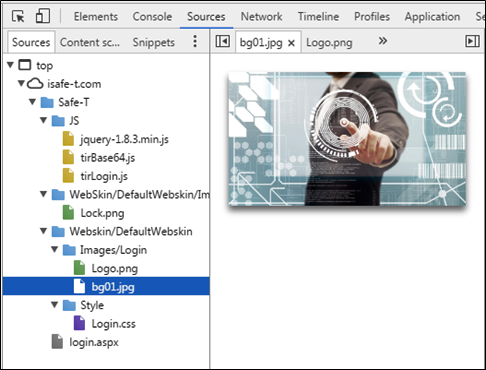 Elements Console Sources Network Timeline Profiles Application Security
Sources Content sc... Snippets bg01.jpg × Logo.png »
top
isafe-t.com
Safe-T
JS
jquery-1.8.3.min.js
tirBase64.js
tirLogin.js
WebSkin/DefaultWebskin/Im
Lock.png
Webskin/DefaultWebskin
Images/Login
Logo.png
bg01.jpg
Style
Login.css
login.aspx